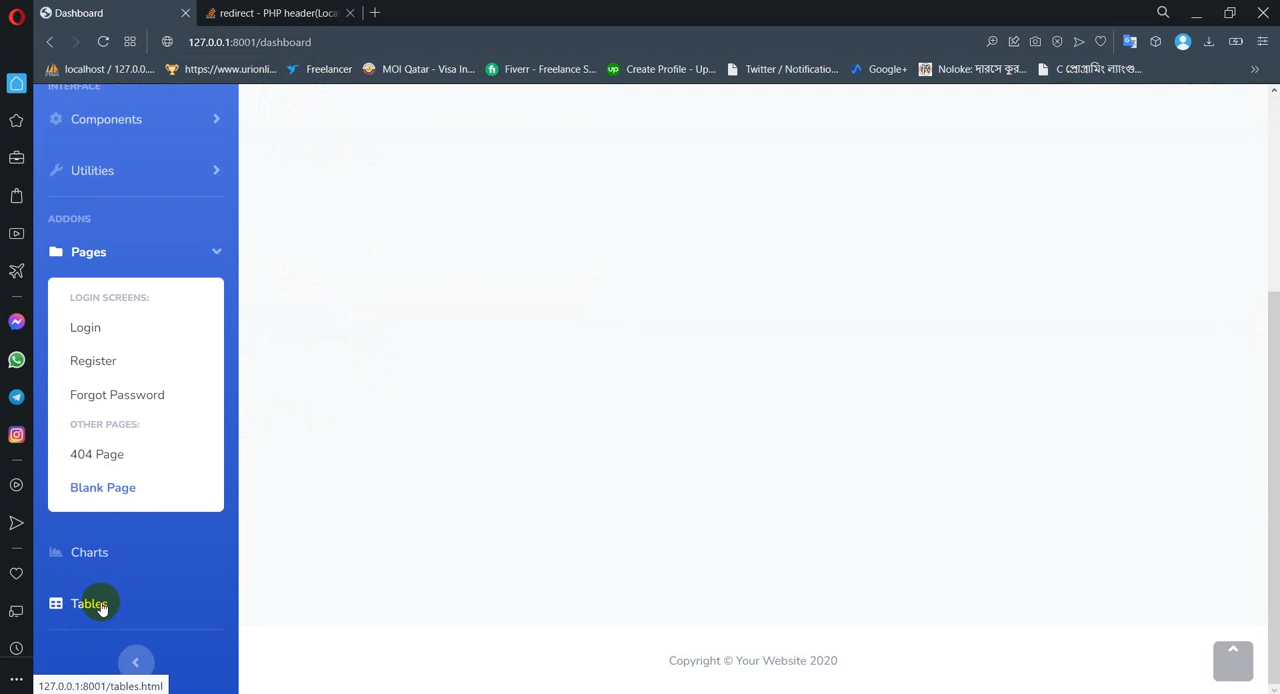 Dashboard
redirect - PHP header(Loca
127.0.0.1:8001/dashboard
localhost / 127.0.0....
https://www.urionli...
Freelancer
MOI Qatar - Visa In...
Fiverr - Freelance S...
Create Profile - Up...
Twitter / Notificatio...
Google+
Noloke: দারসে কুর...
C প্রোগ্রামিং ল্যাংগু...
INTERFACE
Components
Utilities
ADDONS
Pages
LOGIN SCREENS:
Login
Register
Forgot Password
OTHER PAGES:
404 Page
Blank Page
Charts
Tables
Copyright © Your Website 2020
127.0.0.1:8001/tables.html